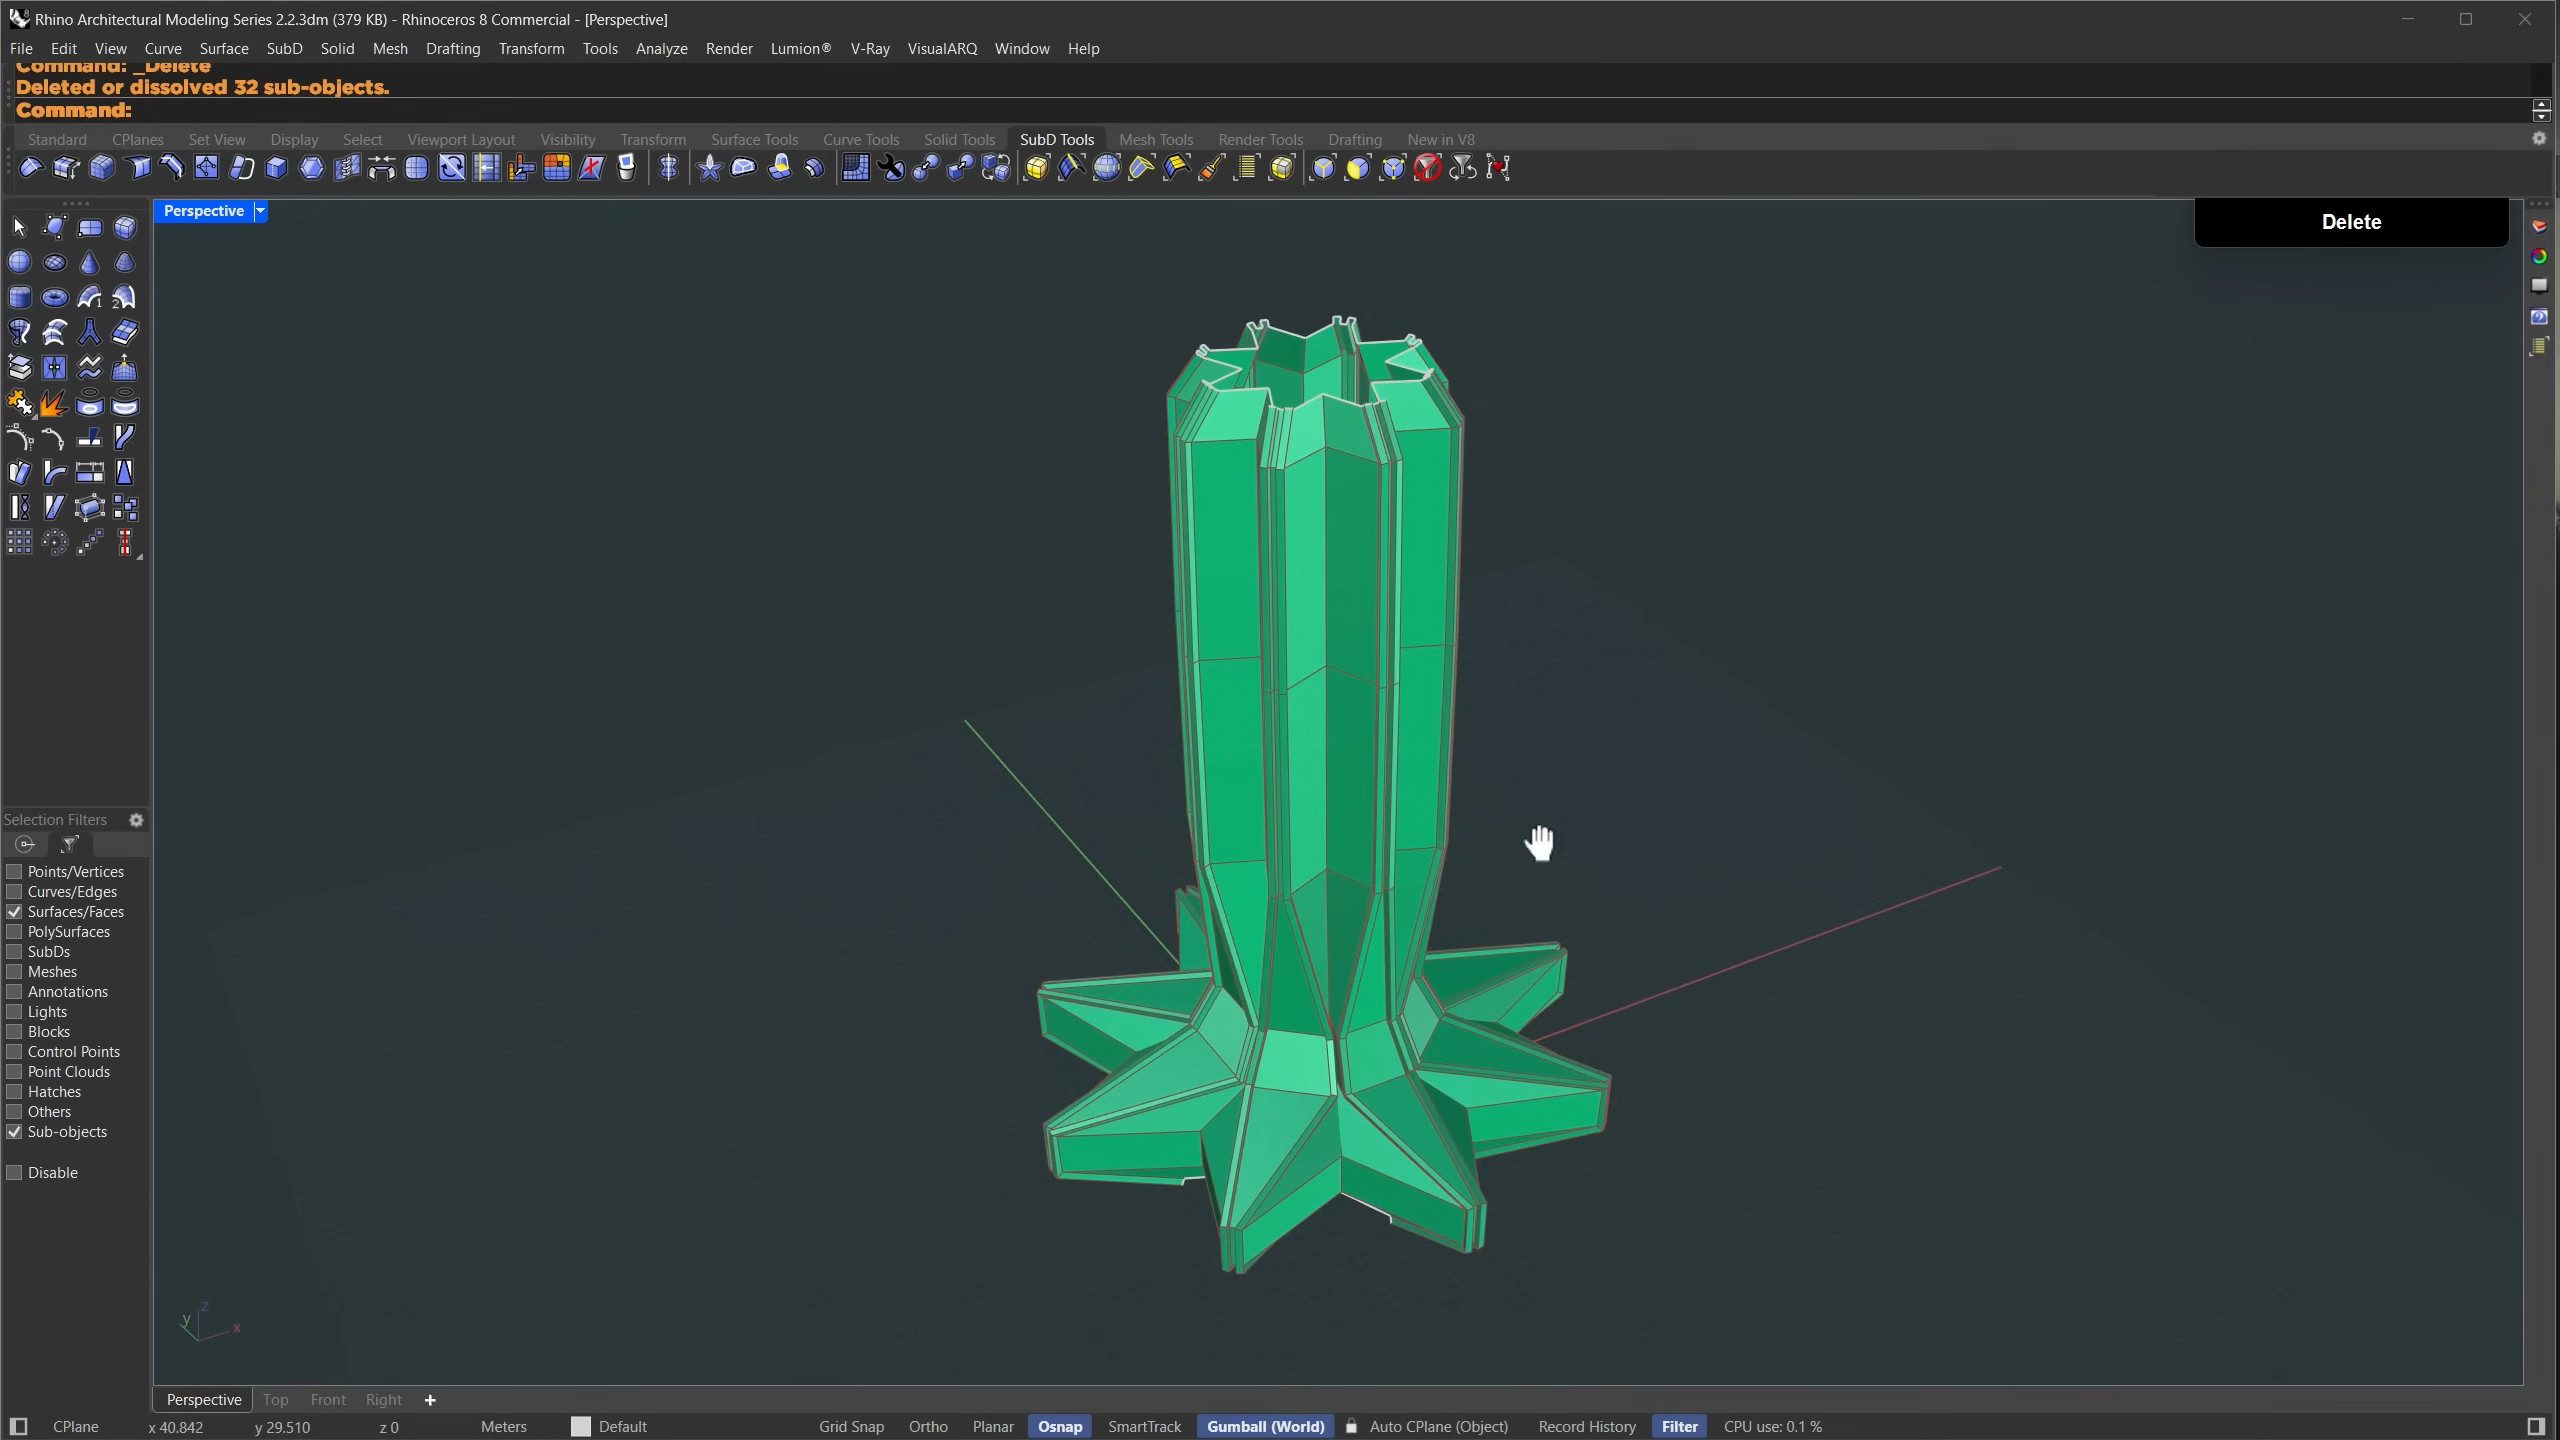 Rhino Architectural Modeling Series 2.2.3dm (379 KB) - Rhinoceros 8 Commercial - [Perspective]
File Edit View Curve Surface SubD Solid Mesh Drafting Transform Tools Analyze Render Lumion® V-Ray VisualARQ Window Help
Command: _Delete
Deleted or dissolved 32 sub-objects.
Command:
Standard CPlanes Set View Display Select Viewport Layout Visibility Transform Surface Tools Curve Tools Solid Tools SubD Tools Mesh Tools Render Tools Drafting New in V8
Perspective
Delete
Selection Filters
Points/Vertices
Curves/Edges
Surfaces/Faces
PolySurfaces
SubDs
Meshes
Annotations
Lights
Blocks
Control Points
Point Clouds
Hatches
Others
Sub-objects
Disable
z
y
x
Perspective Top Front Right
CPlane x 40.842 y 29.510 z 0 Meters Default Grid Snap Ortho Planar Osnap SmartTrack Gumball (World) Auto CPlane (Object) Record History Filter CPU use: 0.1 %